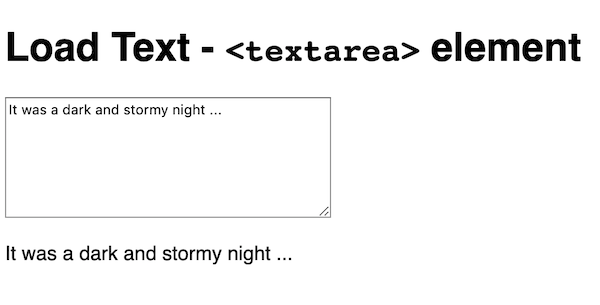 Load Text - <textarea> element
It was a dark and stormy night ...
It was a dark and stormy night ...